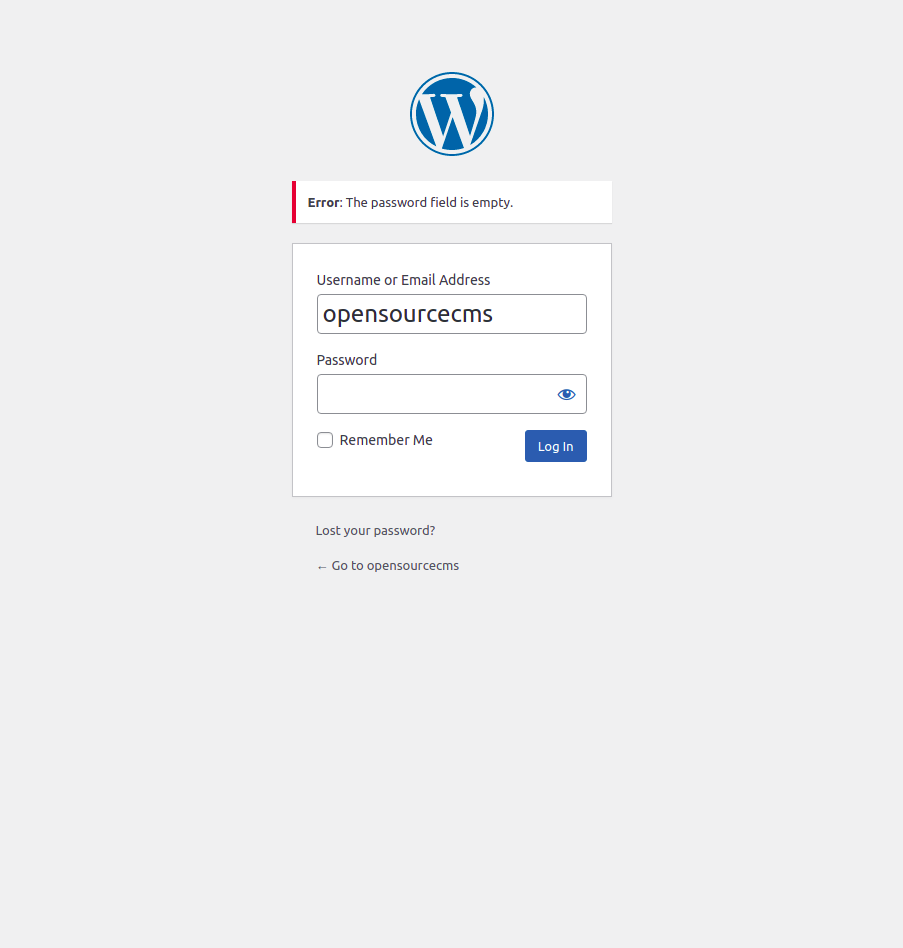 Error: The password field is empty.
Username or Email Address
opensourcecms
Password
Remember Me
Log In
Lost your password?
← Go to opensourcecms